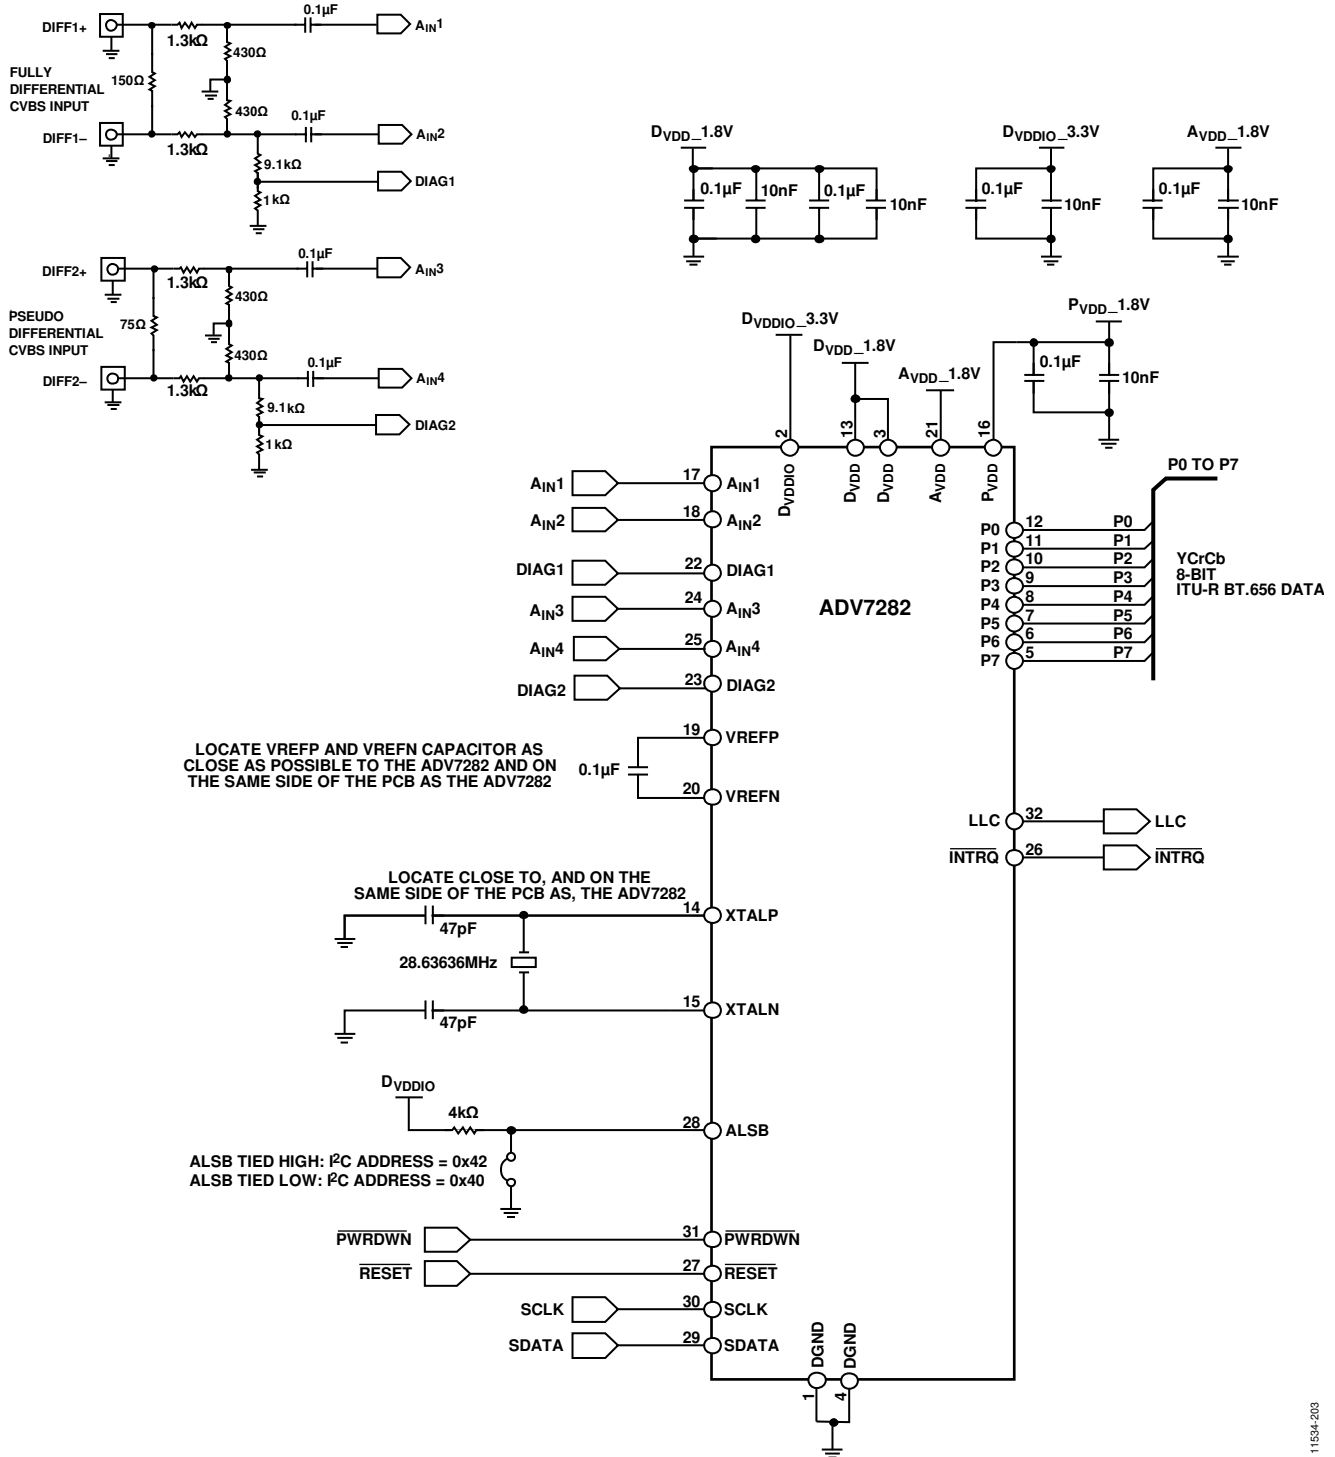 DIFF1+
0.1µF
AIN1
1.3kΩ
430Ω
FULLY
DIFFERENTIAL
CVBS INPUT
150Ω
430Ω
0.1µF
DIFF1–
AIN2
1.3kΩ
9.1kΩ
DIAG1
1kΩ
DIFF2+
0.1µF
AIN3
1.3kΩ
430Ω
PSEUDO
DIFFERENTIAL
CVBS INPUT
75Ω
430Ω
0.1µF
DIFF2–
AIN4
1.3kΩ
9.1kΩ
DIAG2
1kΩ
DVDD_1.8V
0.1µF
10nF
0.1µF
10nF
DVDDIO_3.3V
0.1µF
10nF
AVDD_1.8V
0.1µF
10nF
DVDDIO_3.3V
DVDD_1.8V
AVDD_1.8V
PVDD_1.8V
0.1µF
10nF
2
13
3
21
16
DVDDIO
DVDD
DVDD
AVDD
PVDD
AIN1 17 AIN1
AIN2 18 AIN2
DIAG1 22 DIAG1
AIN3 24 AIN3
AIN4 25 AIN4
DIAG2 23 DIAG2
ADV7282
P0 TO P7
P0 12 P0
P1 11 P1
P2 10 P2
P3 9 P3
P4 8 P4
P5 7 P5
P6 6 P6
P7 5 P7
YCrCb
8-BIT
ITU-R BT.656 DATA
LOCATE VREFP AND VREFN CAPACITOR AS
CLOSE AS POSSIBLE TO THE ADV7282 AND ON
THE SAME SIDE OF THE PCB AS THE ADV7282
0.1µF
19 VREFP
20 VREFN
LLC 32 LLC
INTRQ 26 INTRQ
LOCATE CLOSE TO, AND ON THE
SAME SIDE OF THE PCB AS, THE ADV7282
14 XTALP
47pF
28.63636MHz
15 XTALN
47pF
DVDDIO
4kΩ
28 ALSB
ALSB TIED HIGH: I2C ADDRESS = 0x42
ALSB TIED LOW: I2C ADDRESS = 0x40
PWRDWN 31 PWRDWN
RESET 27 RESET
SCLK 30 SCLK
SDATA 29 SDATA
DGND
DGND
1
4
11534-203